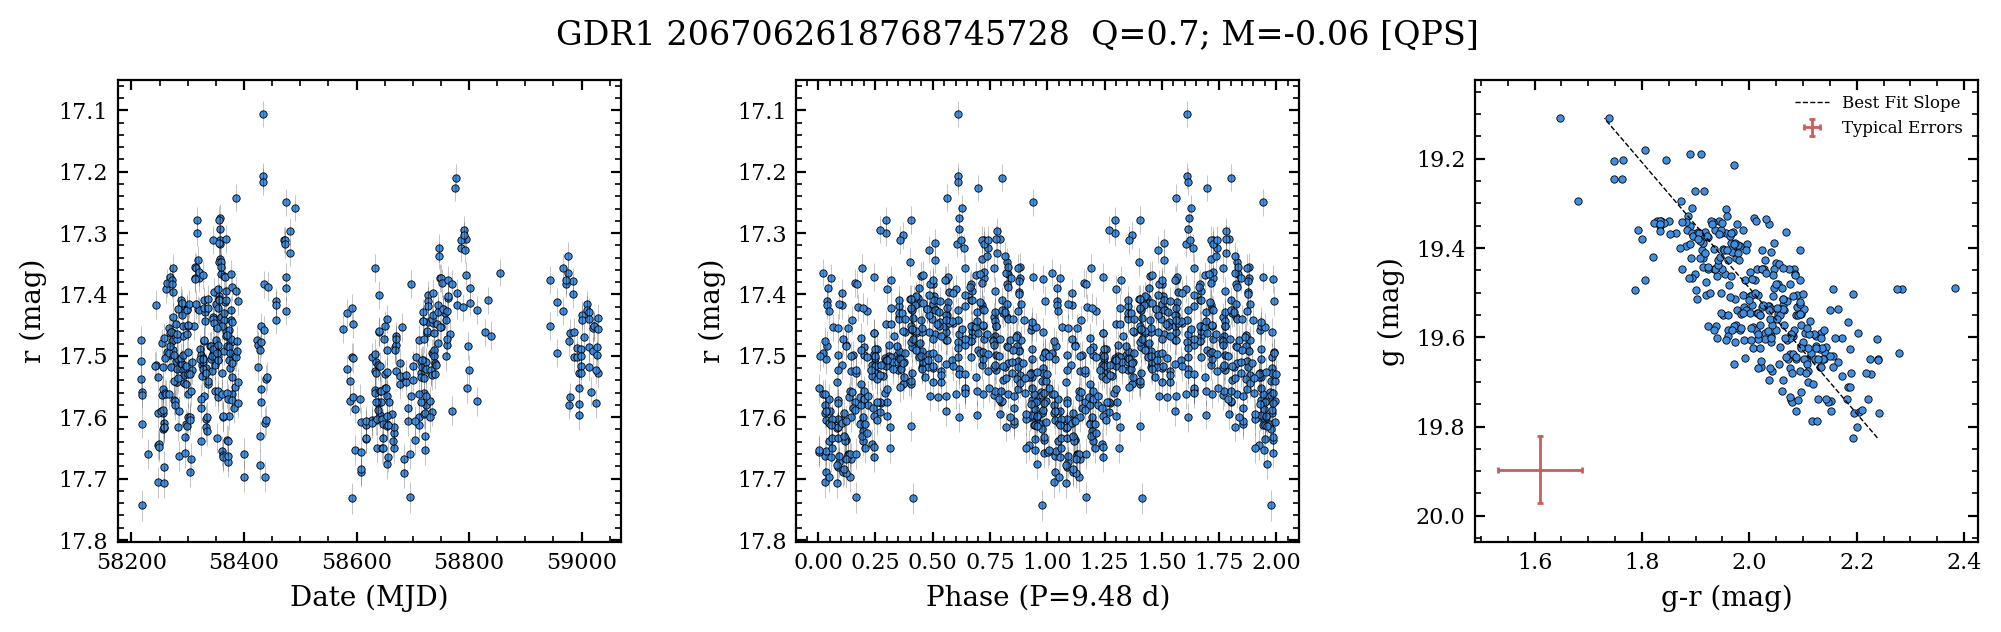 GDR1 2067062618768745728 Q=0.7; M=-0.06 [QPS]
r (mag)
17.1
17.2
17.3
17.4
17.5
17.6
17.7
17.8
58200 58400 58600 58800 59000
Date (MJD)
r (mag)
17.1
17.2
17.3
17.4
17.5
17.6
17.7
17.8
0.00 0.25 0.50 0.75 1.00 1.25 1.50 1.75 2.00
Phase (P=9.48 d)
g (mag)
19.2
19.4
19.6
19.8
20.0
Best Fit Slope
Typical Errors
1.6 1.8 2.0 2.2 2.4
g-r (mag)